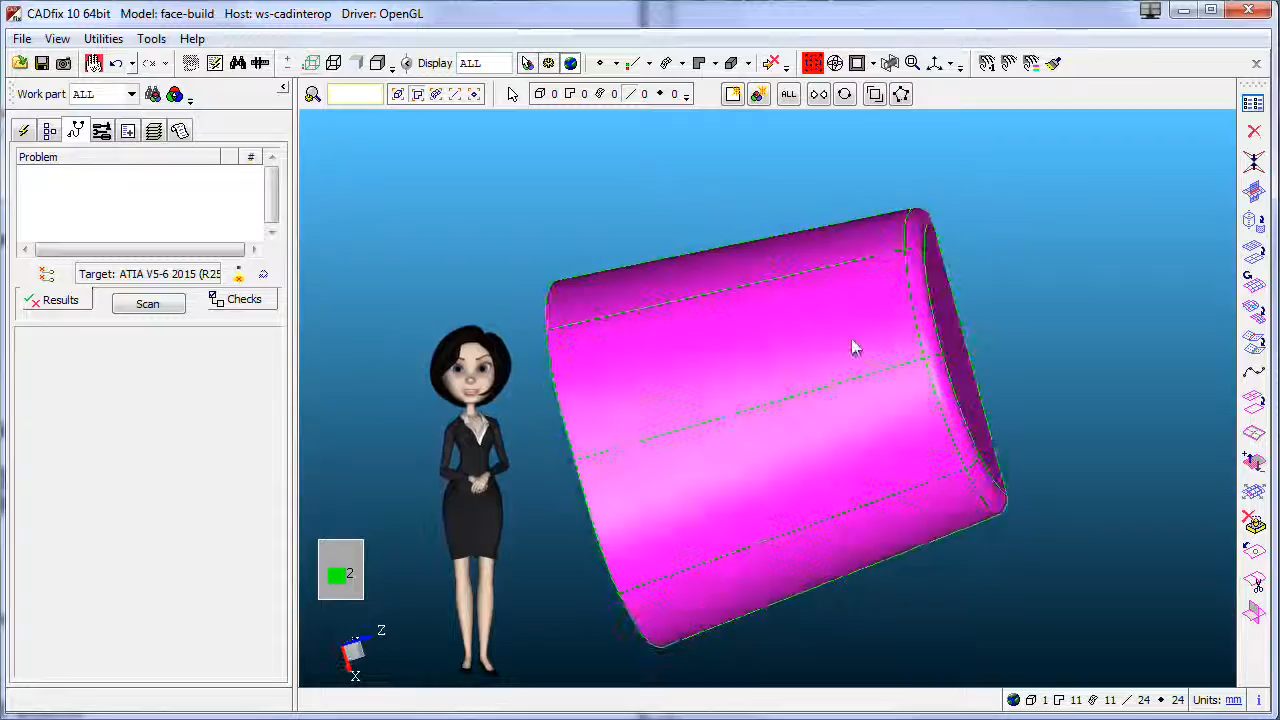 CADfix 10 64bit Model: face-build Host: ws-cadinterop Driver: OpenGL
File View Utilities Tools Help
Display ALL
Work part ALL
0 0 0 0 0 ALL
Problem #
Target: ATIA V5-6 2015 (R25
Results Scan Checks
2
Z
X
1 11 11 24 24 Units: mm i